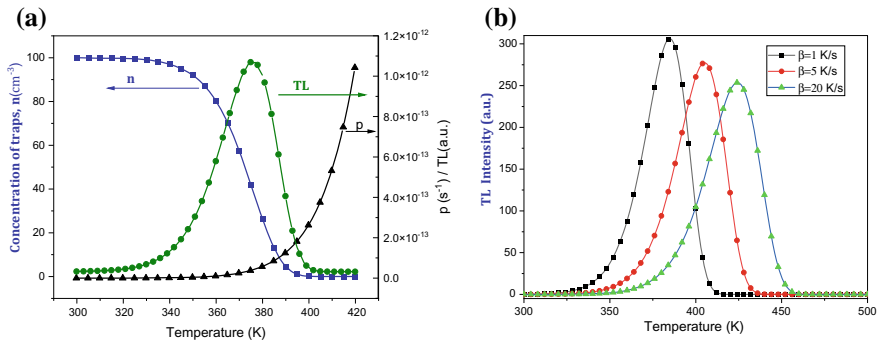 (a)
Concentration of traps, n(cm⁻³)
100
80
60
40
20
0
n
TL
p
1.2×10⁻¹²
1.0×10⁻¹²
8.0×10⁻¹³
6.0×10⁻¹³
4.0×10⁻¹³
2.0×10⁻¹³
0.0
p (s⁻¹) / TL(a.u.)
300 320 340 360 380 400 420
Temperature (K)
(b)
TL Intensity (a.u.)
300
250
200
150
100
50
0
β=1 K/s
β=5 K/s
β=20 K/s
300 350 400 450 500
Temperature (K)